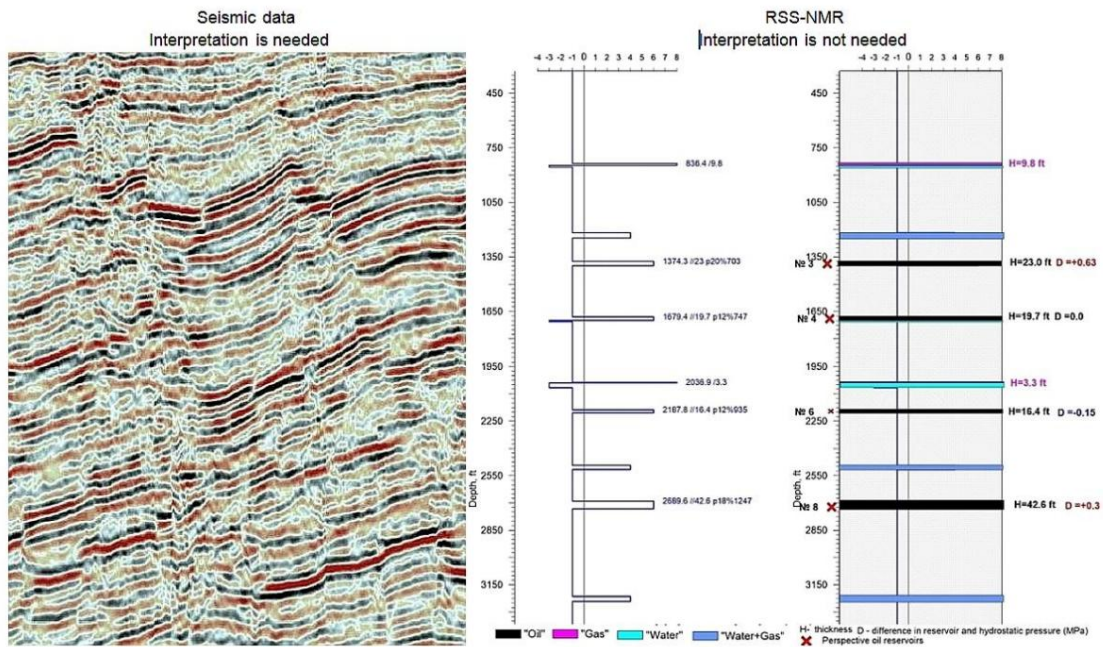 Seismic data
Interpretation is needed
RSS-NMR
Interpretation is not needed
-4 -3 -2 -1 0 1 2 3 4 5 6 7 8
-4 -2 -1 0 1 2 3 4 5 6 7 8
450
750
1050
1350
1650
1950
2250
2550
2850
3150
Depth, ft
836.4 /9.8
1374.3 //23 p20%703
1679.4 //19.7 p12%747
2036.9 /3.3
2187.8 //16.4 p12%935
2689.6 //42.6 p18%1247
450
750
1050
1350
1650
1950
2250
2550
2850
3150
Depth, ft
H=9.8 ft
№ 3
H=23.0 ft D =+0.63
№ 4
H=19.7 ft D=0.0
H=3.3 ft
№ 6
H=16.4 ft D=-0.15
№ 8
H=42.6 ft D =+0.3
"Oil" "Gas" "Water" "Water+Gas"
H- thickness D - difference in reservoir and hydrostatic pressure (MPa)
Perspective oil reservoirs